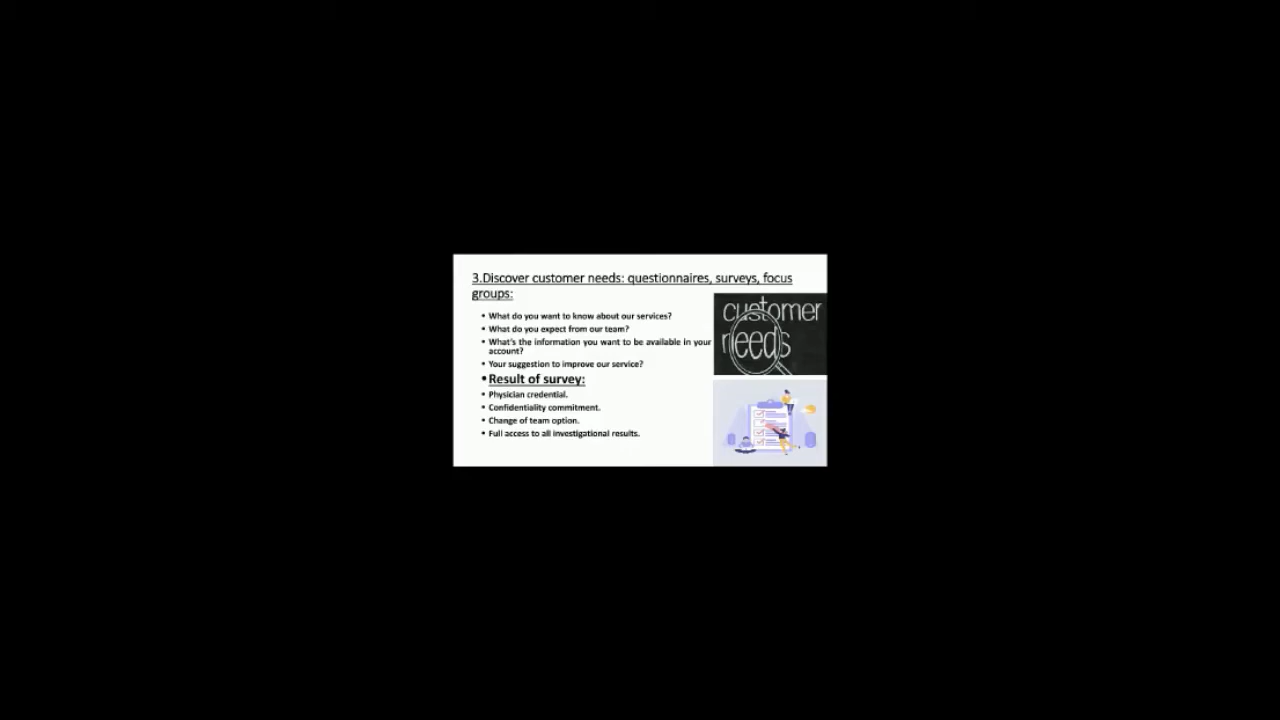 3.Discover customer needs: questionnaires, surveys, focus
groups:
• What do you want to know about our services?
• What do you expect from our team?
• What's the information you want to be available in your
account?
• Your suggestion to improve our service?
• Result of survey:
• Physician credential.
• Confidentiality commitment.
• Change of team option.
• Full access to all investigational results.
customer
needs